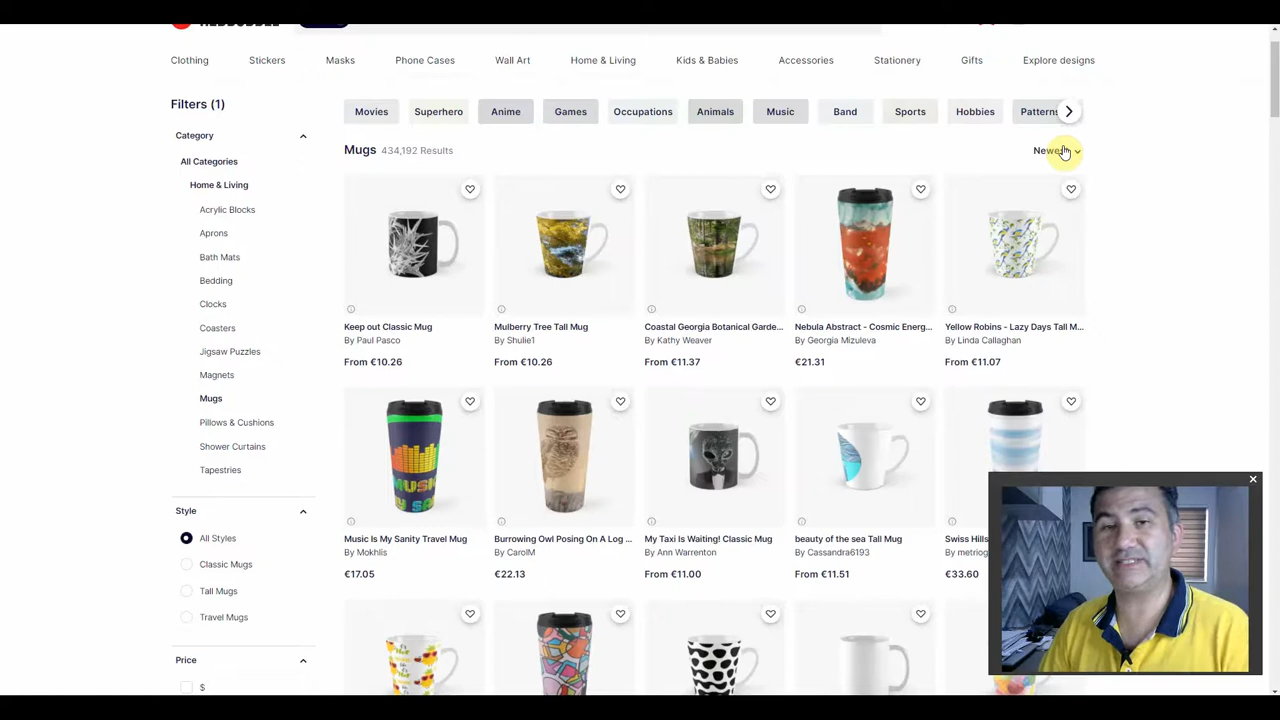 Clothing Stickers Masks Phone Cases Wall Art Home & Living Kids & Babies Accessories Stationery Gifts Explore designs
Filters (1)
Movies Superhero Anime Games Occupations Animals Music Band Sports Hobbies Patterns
Category
Mugs 434,192 Results
All Categories
Home & Living
Acrylic Blocks
Aprons
Bath Mats
Bedding
Clocks
Coasters
Jigsaw Puzzles
Magnets
Mugs
Pillows & Cushions
Shower Curtains
Tapestries
Style
All Styles
Classic Mugs
Tall Mugs
Travel Mugs
Price
$
Keep out Classic Mug
By Paul Pasco
From €10.26
Mulberry Tree Tall Mug
By Shulie1
From €10.26
Coastal Georgia Botanical Garde...
By Kathy Weaver
From €11.37
Nebula Abstract - Cosmic Energ...
By Georgia Mizuleva
€21.31
Yellow Robins - Lazy Days Tall M...
By Linda Callaghan
From €11.07
MUSIC
Music Is My Sanity Travel Mug
By Mokhlis
€17.05
Burrowing Owl Posing On A Log ...
By CarolM
€22.13
My Taxi Is Waiting! Classic Mug
By Ann Warrenton
From €11.00
beauty of the sea Tall Mug
By Cassandra6193
From €11.51
Swiss Hills
By metriog
€33.60